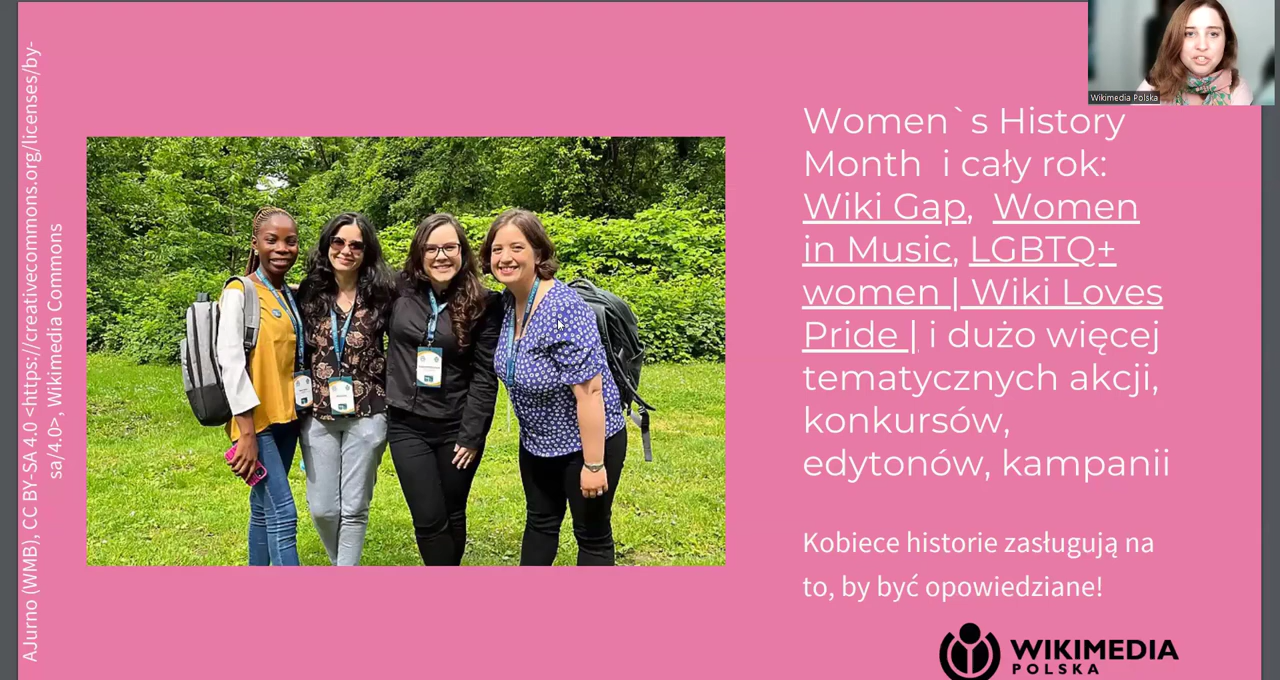 AJurno (WMB), CC BY-SA 4.0 <https://creativecommons.org/licenses/by-
sa/4.0>, Wikimedia Commons
Wikimedia Polska
Women`s History
Month i cały rok:
Wiki Gap, Women
in Music, LGBTQ+
women | Wiki Loves
Pride | i dużo więcej
tematycznych akcji,
konkursów,
edytonów, kampanii
Kobiece historie zasługują na
to, by być opowiedziane!
WIKIMEDIA
POLSKA